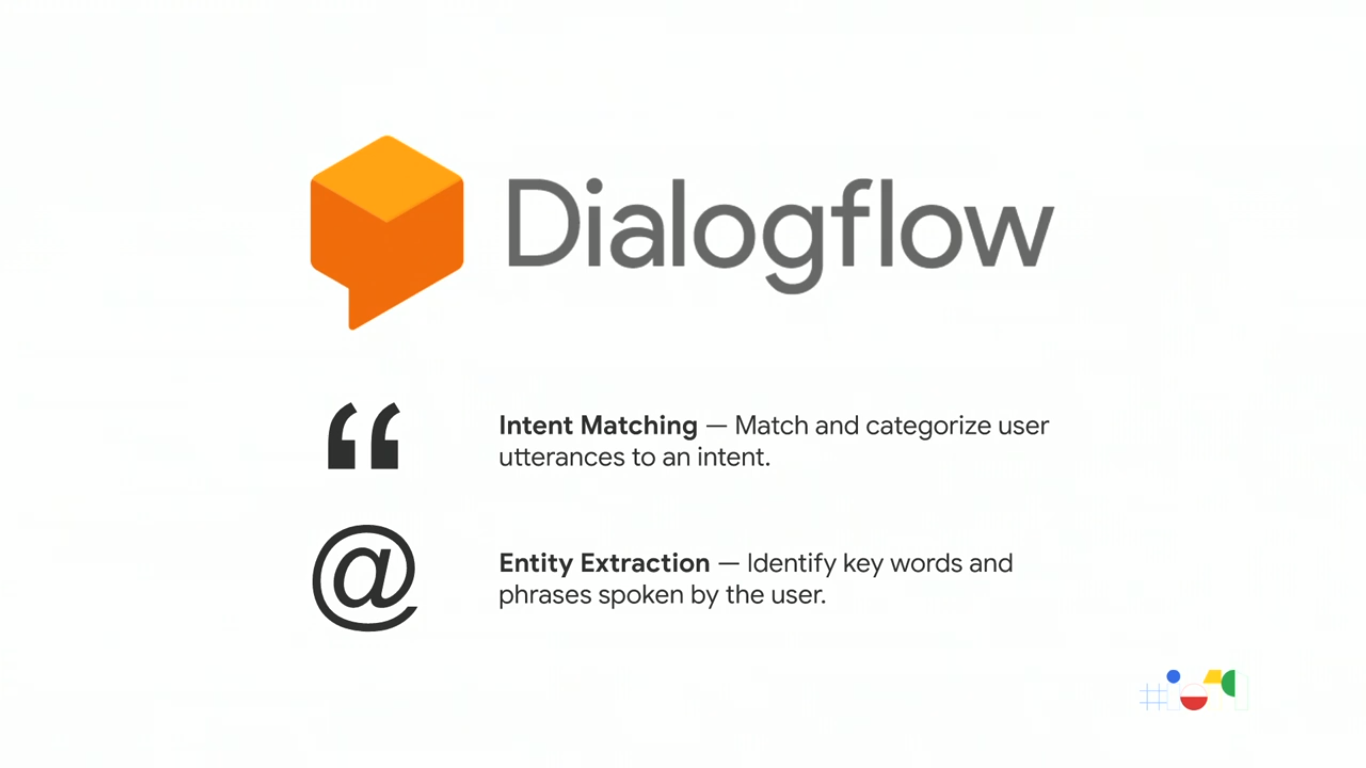 Dialogflow
“
Intent Matching — Match and categorize user
utterances to an intent.
@
Entity Extraction — Identify key words and
phrases spoken by the user.